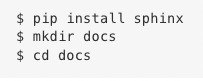 $ pip install sphinx
$ mkdir docs
$ cd docs